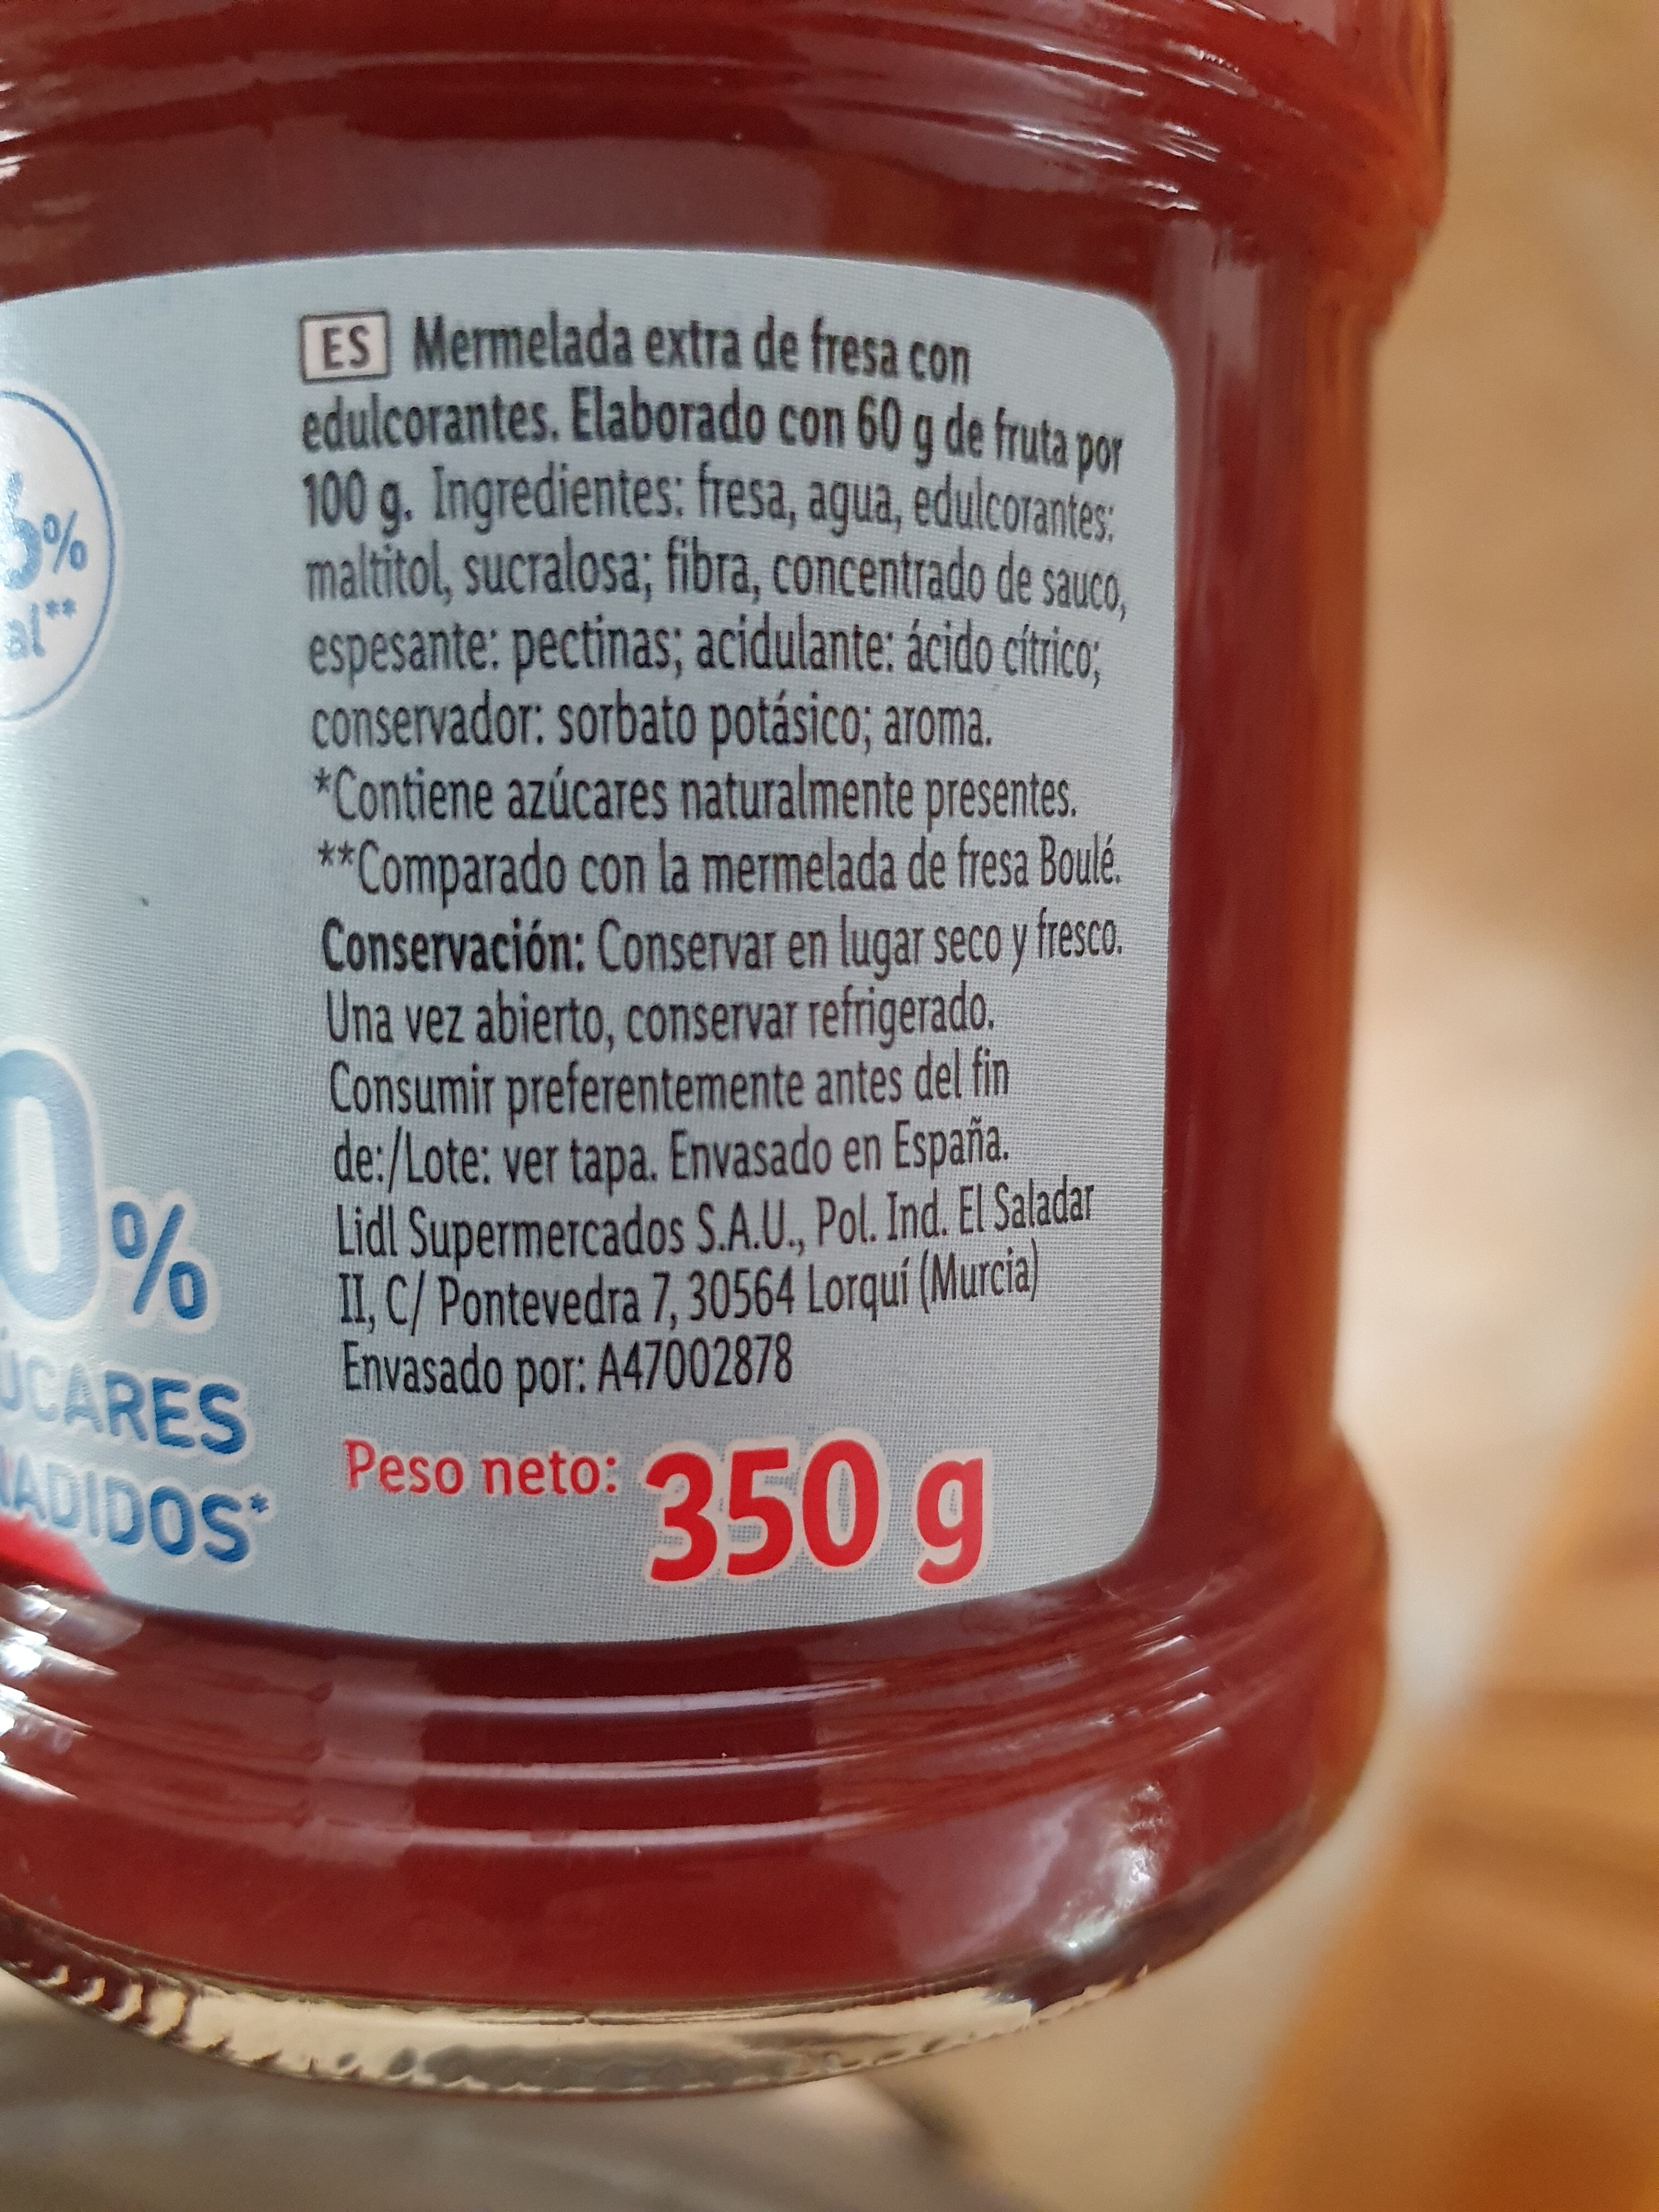 ES Mermelada extra de fresa con
edulcorantes. Elaborado con 60 g de fruta por
100 g. Ingredientes: fresa, agua, edulcorantes:
maltitol, sucralosa; fibra, concentrado de sauco,
espesante: pectinas; acidulante: ácido cítrico;
conservador: sorbato potásico; aroma.
*Contiene azúcares naturalmente presentes.
**Comparado con la mermelada de fresa Boulé.
Conservación: Conservar en lugar seco y fresco.
Una vez abierto, conservar refrigerado.
Consumir preferentemente antes del fin
de:/Lote: ver tapa. Envasado en España.
Lidl Supermercados S.A.U., Pol. Ind. El Saladar
II, C/ Pontevedra 7, 30564 Lorquí (Murcia)
Envasado por: A47002878
Peso neto: 350 g
0%